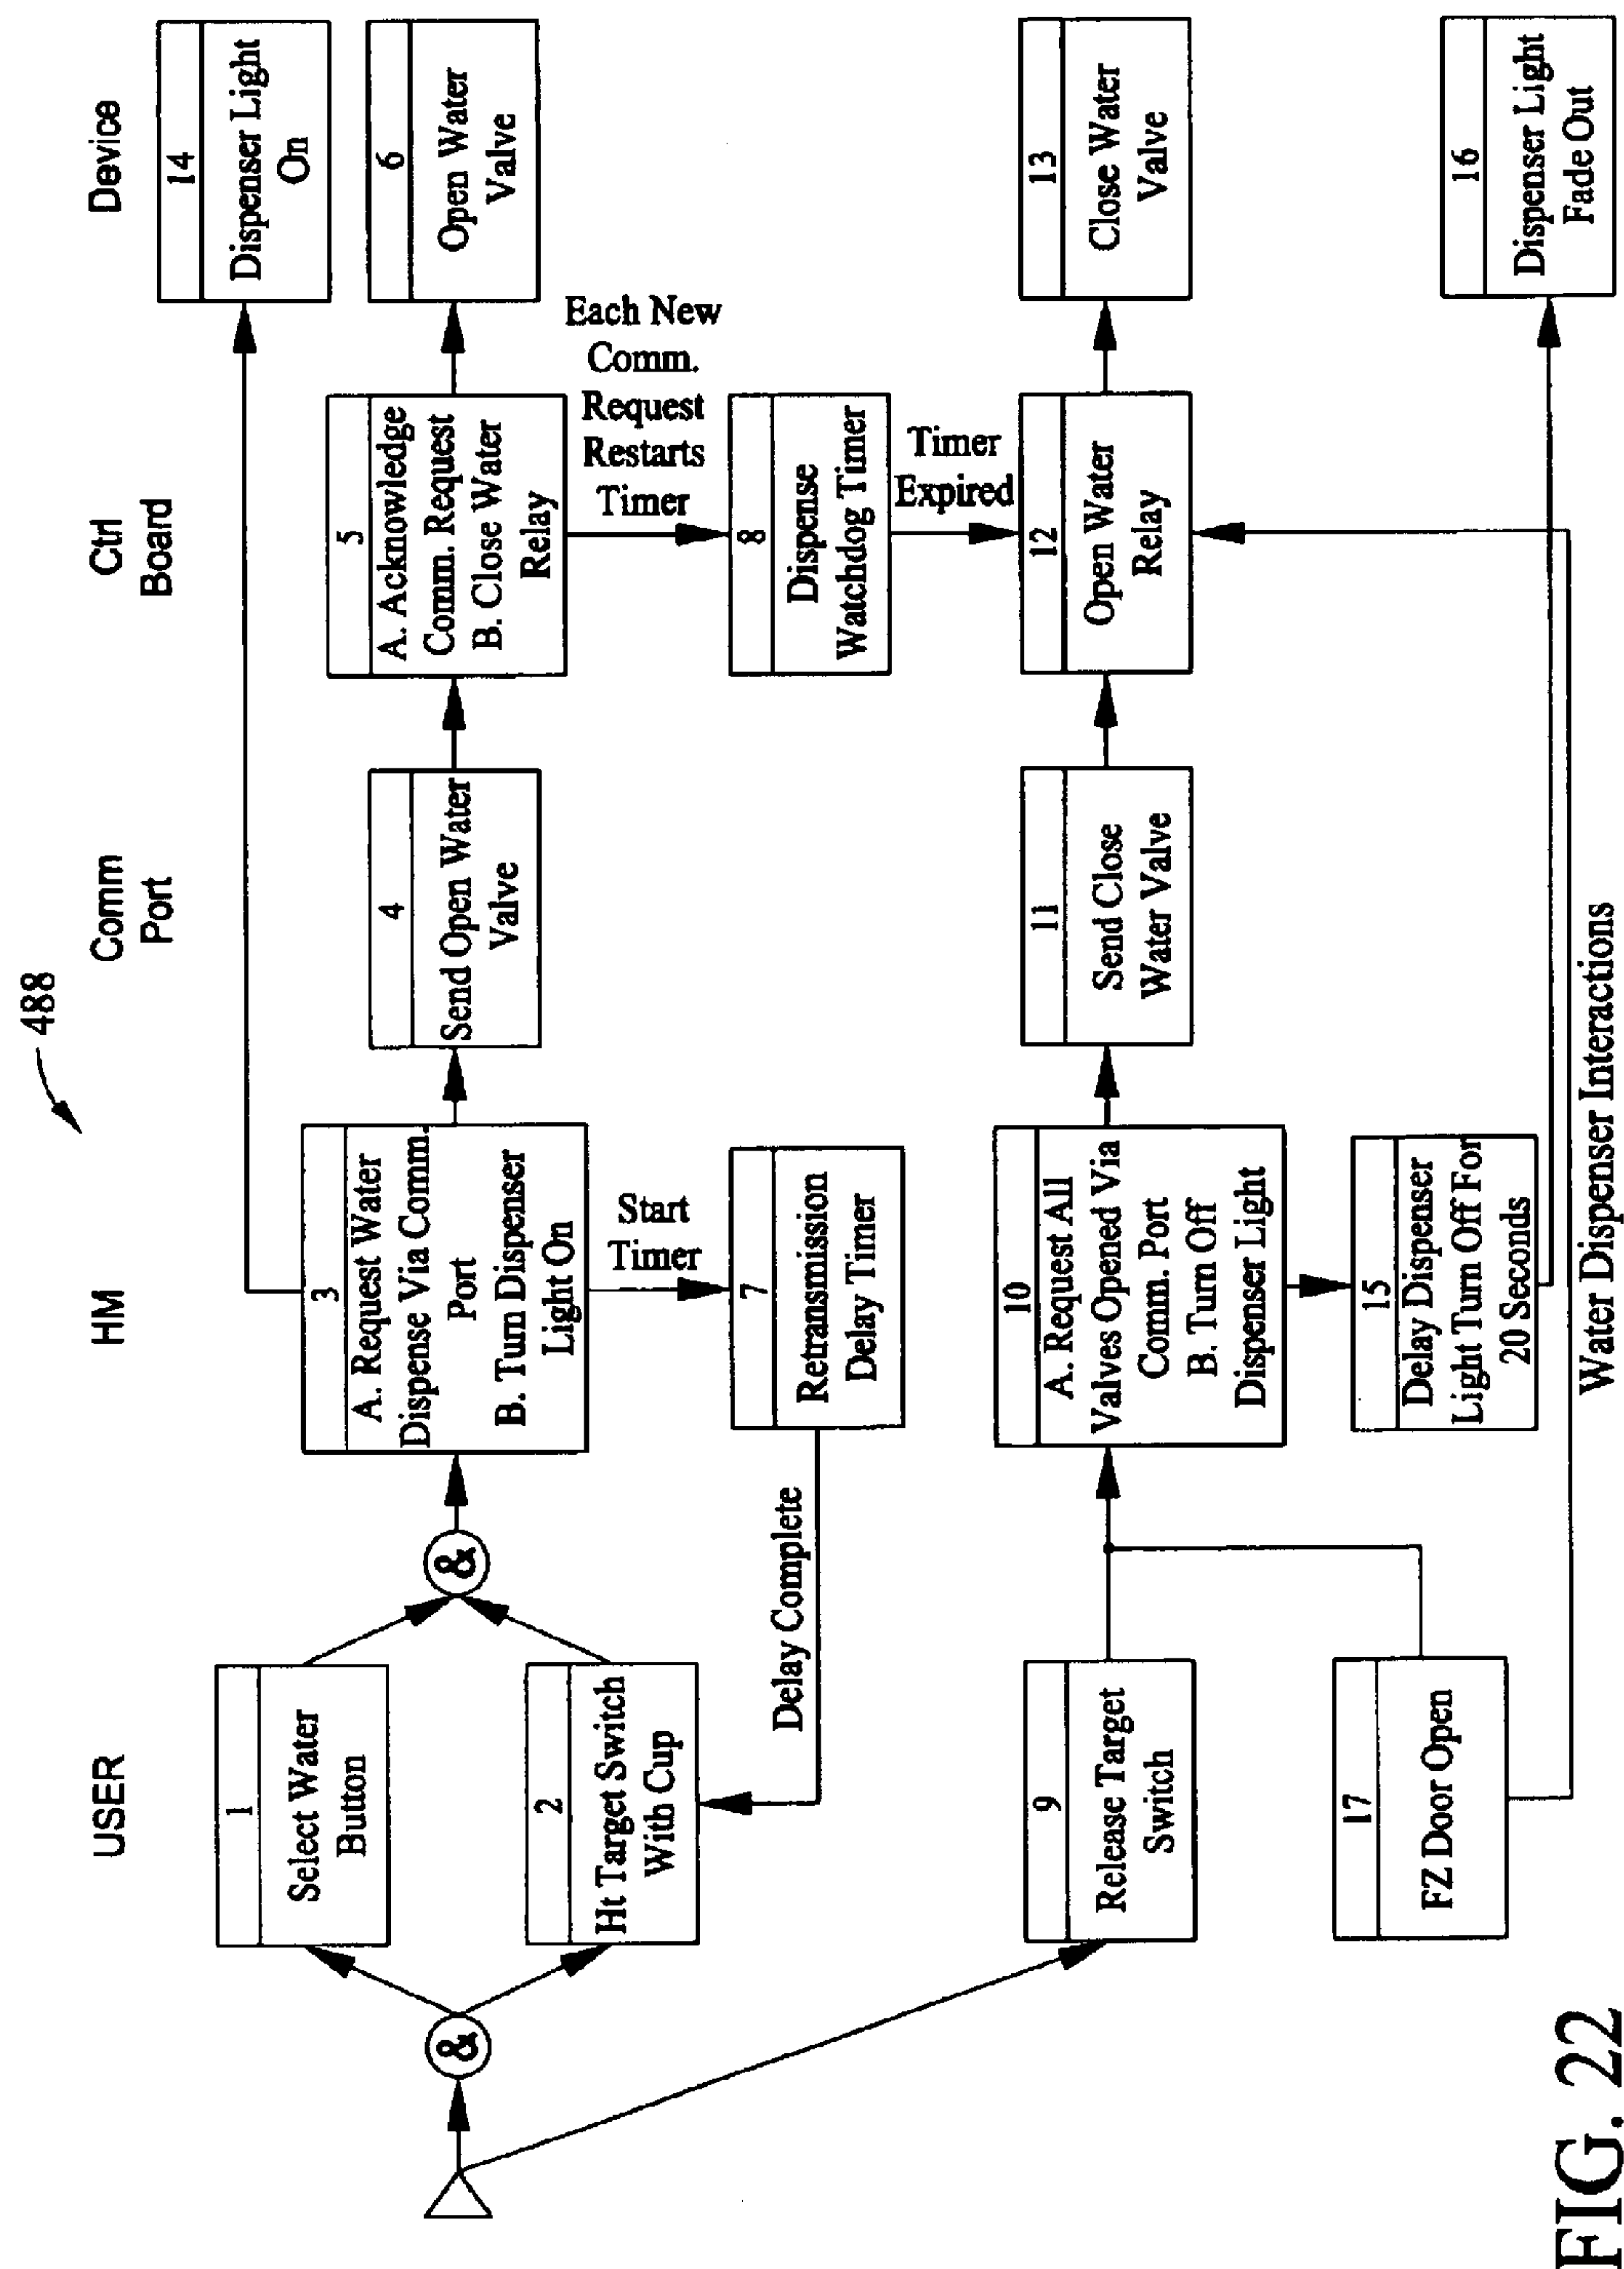 488
USER
HM
Comm
Port
Ctrl
Board
Device
1
Select Water
Button
&
&
2
Ht Target Switch
With Cup
3
A. Request Water
Dispense Via Comm.
Port
B. Turn Dispenser
Light On
4
Send Open Water
Valve
5
A. Acknowledge
Comm. Request
B. Close Water
Relay
14
Dispenser Light
On
6
Open Water
Valve
Start
Timer
Delay Complete
7
Retransmission
Delay Timer
Each New
Comm.
Request
Restarts
Timer
8
Dispense
Watchdog Timer
Timer
Expired
9
Release Target
Switch
10
A. Request All
Valves Opened Via
Comm. Port
B. Turn Off
Dispenser Light
11
Send Close
Water Valve
12
Open Water
Relay
13
Close Water
Valve
17
FZ Door Open
15
Delay Dispenser
Light Turn Off For
20 Seconds
16
Dispenser Light
Fade Out
Water Dispenser Interactions
FIG. 22